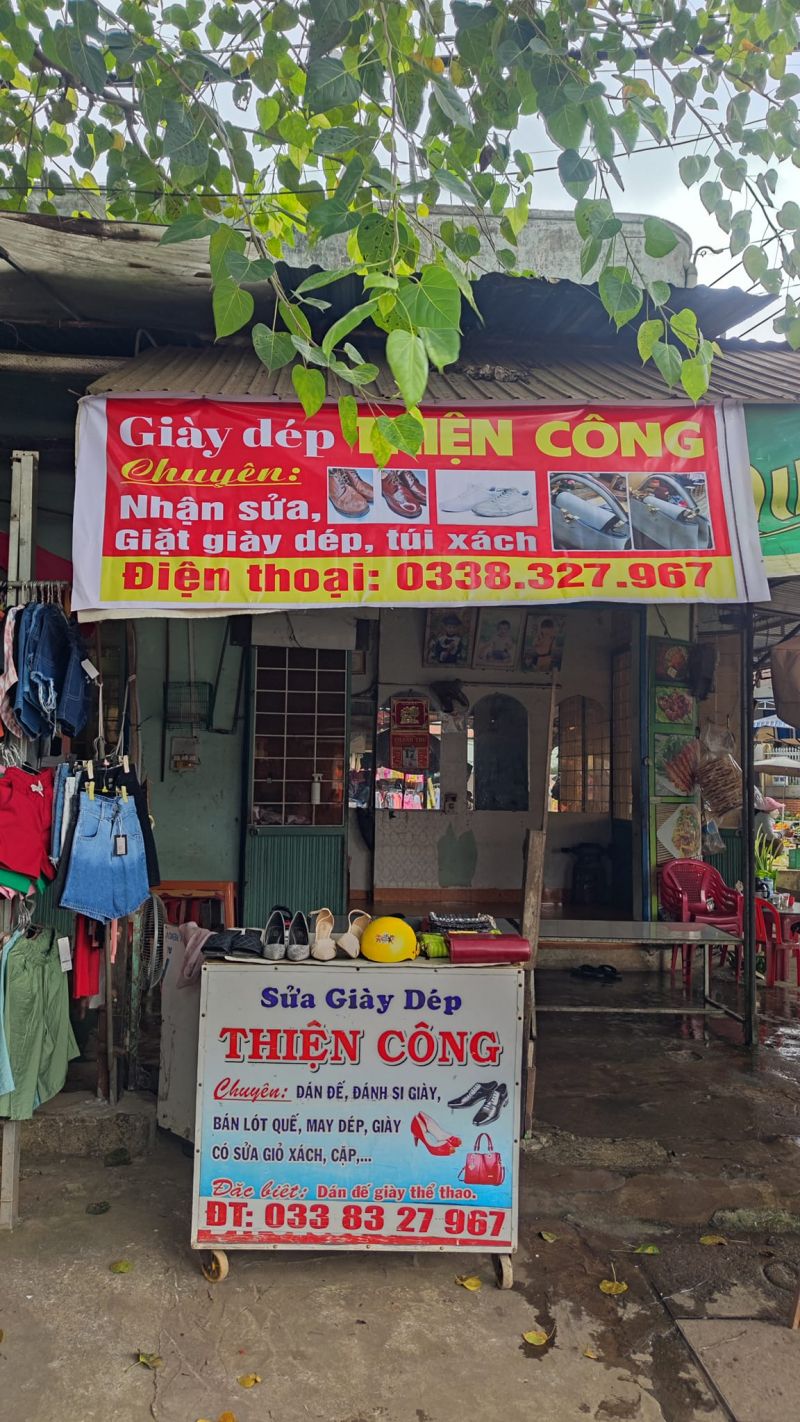 Giày dép THIỆN CÔNG
Chuyên:
Nhận sửa,
Giặt giày dép, túi xách
Điện thoại: 0338.327.967
Sửa Giày Dép
THIỆN CÔNG
Chuyên: DÁN ĐẾ, ĐÁNH SI GIÀY,
BÁN LÓT QUẾ, MAY DÉP, GIÀY
CÓ SỬA GIỎ XÁCH, CẶP,...
Đặc biệt: Dán đế giày thể thao.
ĐT: 033 83 27 967